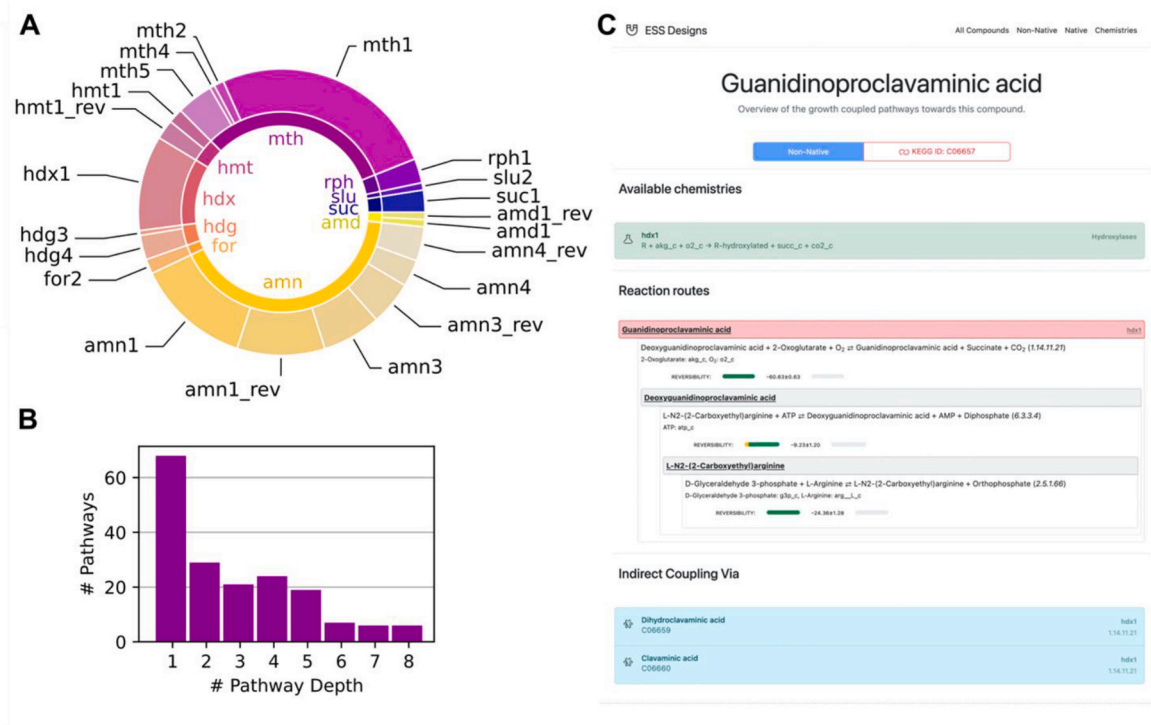 A
mth2
mth4
mth5
hmt1
hmt1_rev
hdx1
hdg3
hdg4
for2
amn1
amn1_rev
amn3
amn3_rev
amn4
amn4_rev
amd1
amd1_rev
suc1
slu2
rph1
mth1
mth
hmt
hdx
hdg
for
amn
rph
slu
suc
amd
B
# Pathways
60
40
20
0
1 2 3 4 5 6 7 8
# Pathway Depth
C
ESS Designs
All Compounds Non-Native Native Chemistries
Guanidinoproclavaminic acid
Overview of the growth coupled pathways towards this compound.
Non-Native KEGG ID: C06657
Available chemistries
hdx1 Hydroxylases
R + akg_c + o2_c → R-hydroxylated + succ_c + co2_c
Reaction routes
Guanidinoproclavaminic acid hdx1
Deoxyguanidinoproclavaminic acid + 2-Oxoglutarate + O₂ ⇄ Guanidinoproclavaminic acid + Succinate + CO₂ (1.14.11.21)
2-Oxoglutarate: akg_c, O₂: o2_c
REVERSIBILITY: -60.63±0.63
Deoxyguanidinoproclavaminic acid
L-N2-(2-Carboxyethyl)arginine + ATP ⇄ Deoxyguanidinoproclavaminic acid + AMP + Diphosphate (6.3.3.4)
ATP: atp_c
REVERSIBILITY: -9.23±1.20
L-N2-(2-Carboxyethyl)arginine
D-Glyceraldehyde 3-phosphate + L-Arginine ⇄ L-N2-(2-Carboxyethyl)arginine + Orthophosphate (2.5.1.66)
D-Glyceraldehyde 3-phosphate: g3p_c, L-Arginine: arg__L_c
REVERSIBILITY: -24.36±1.28
Indirect Coupling Via
Dihydroclavaminic acid hdx1
C06659 1.14.11.21
Clavaminic acid hdx1
C06660 1.14.11.21